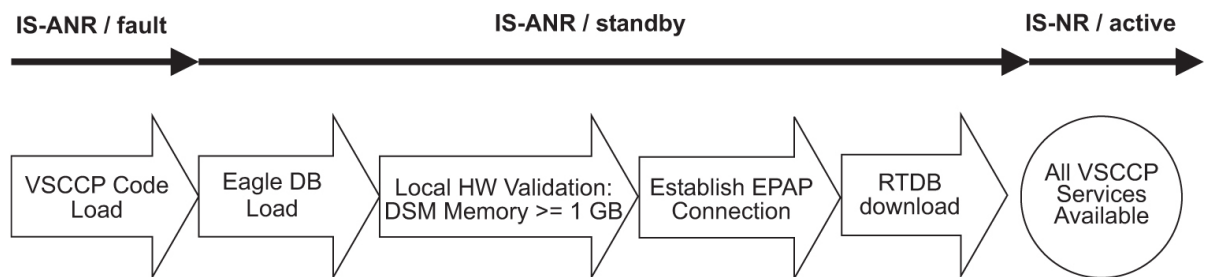 IS-ANR / fault
IS-ANR / standby
IS-NR / active
VSCCP Code
Load
Eagle DB
Load
Local HW Validation:
DSM Memory >= 1 GB
Establish EPAP
Connection
RTDB
download
All VSCCP
Services
Available